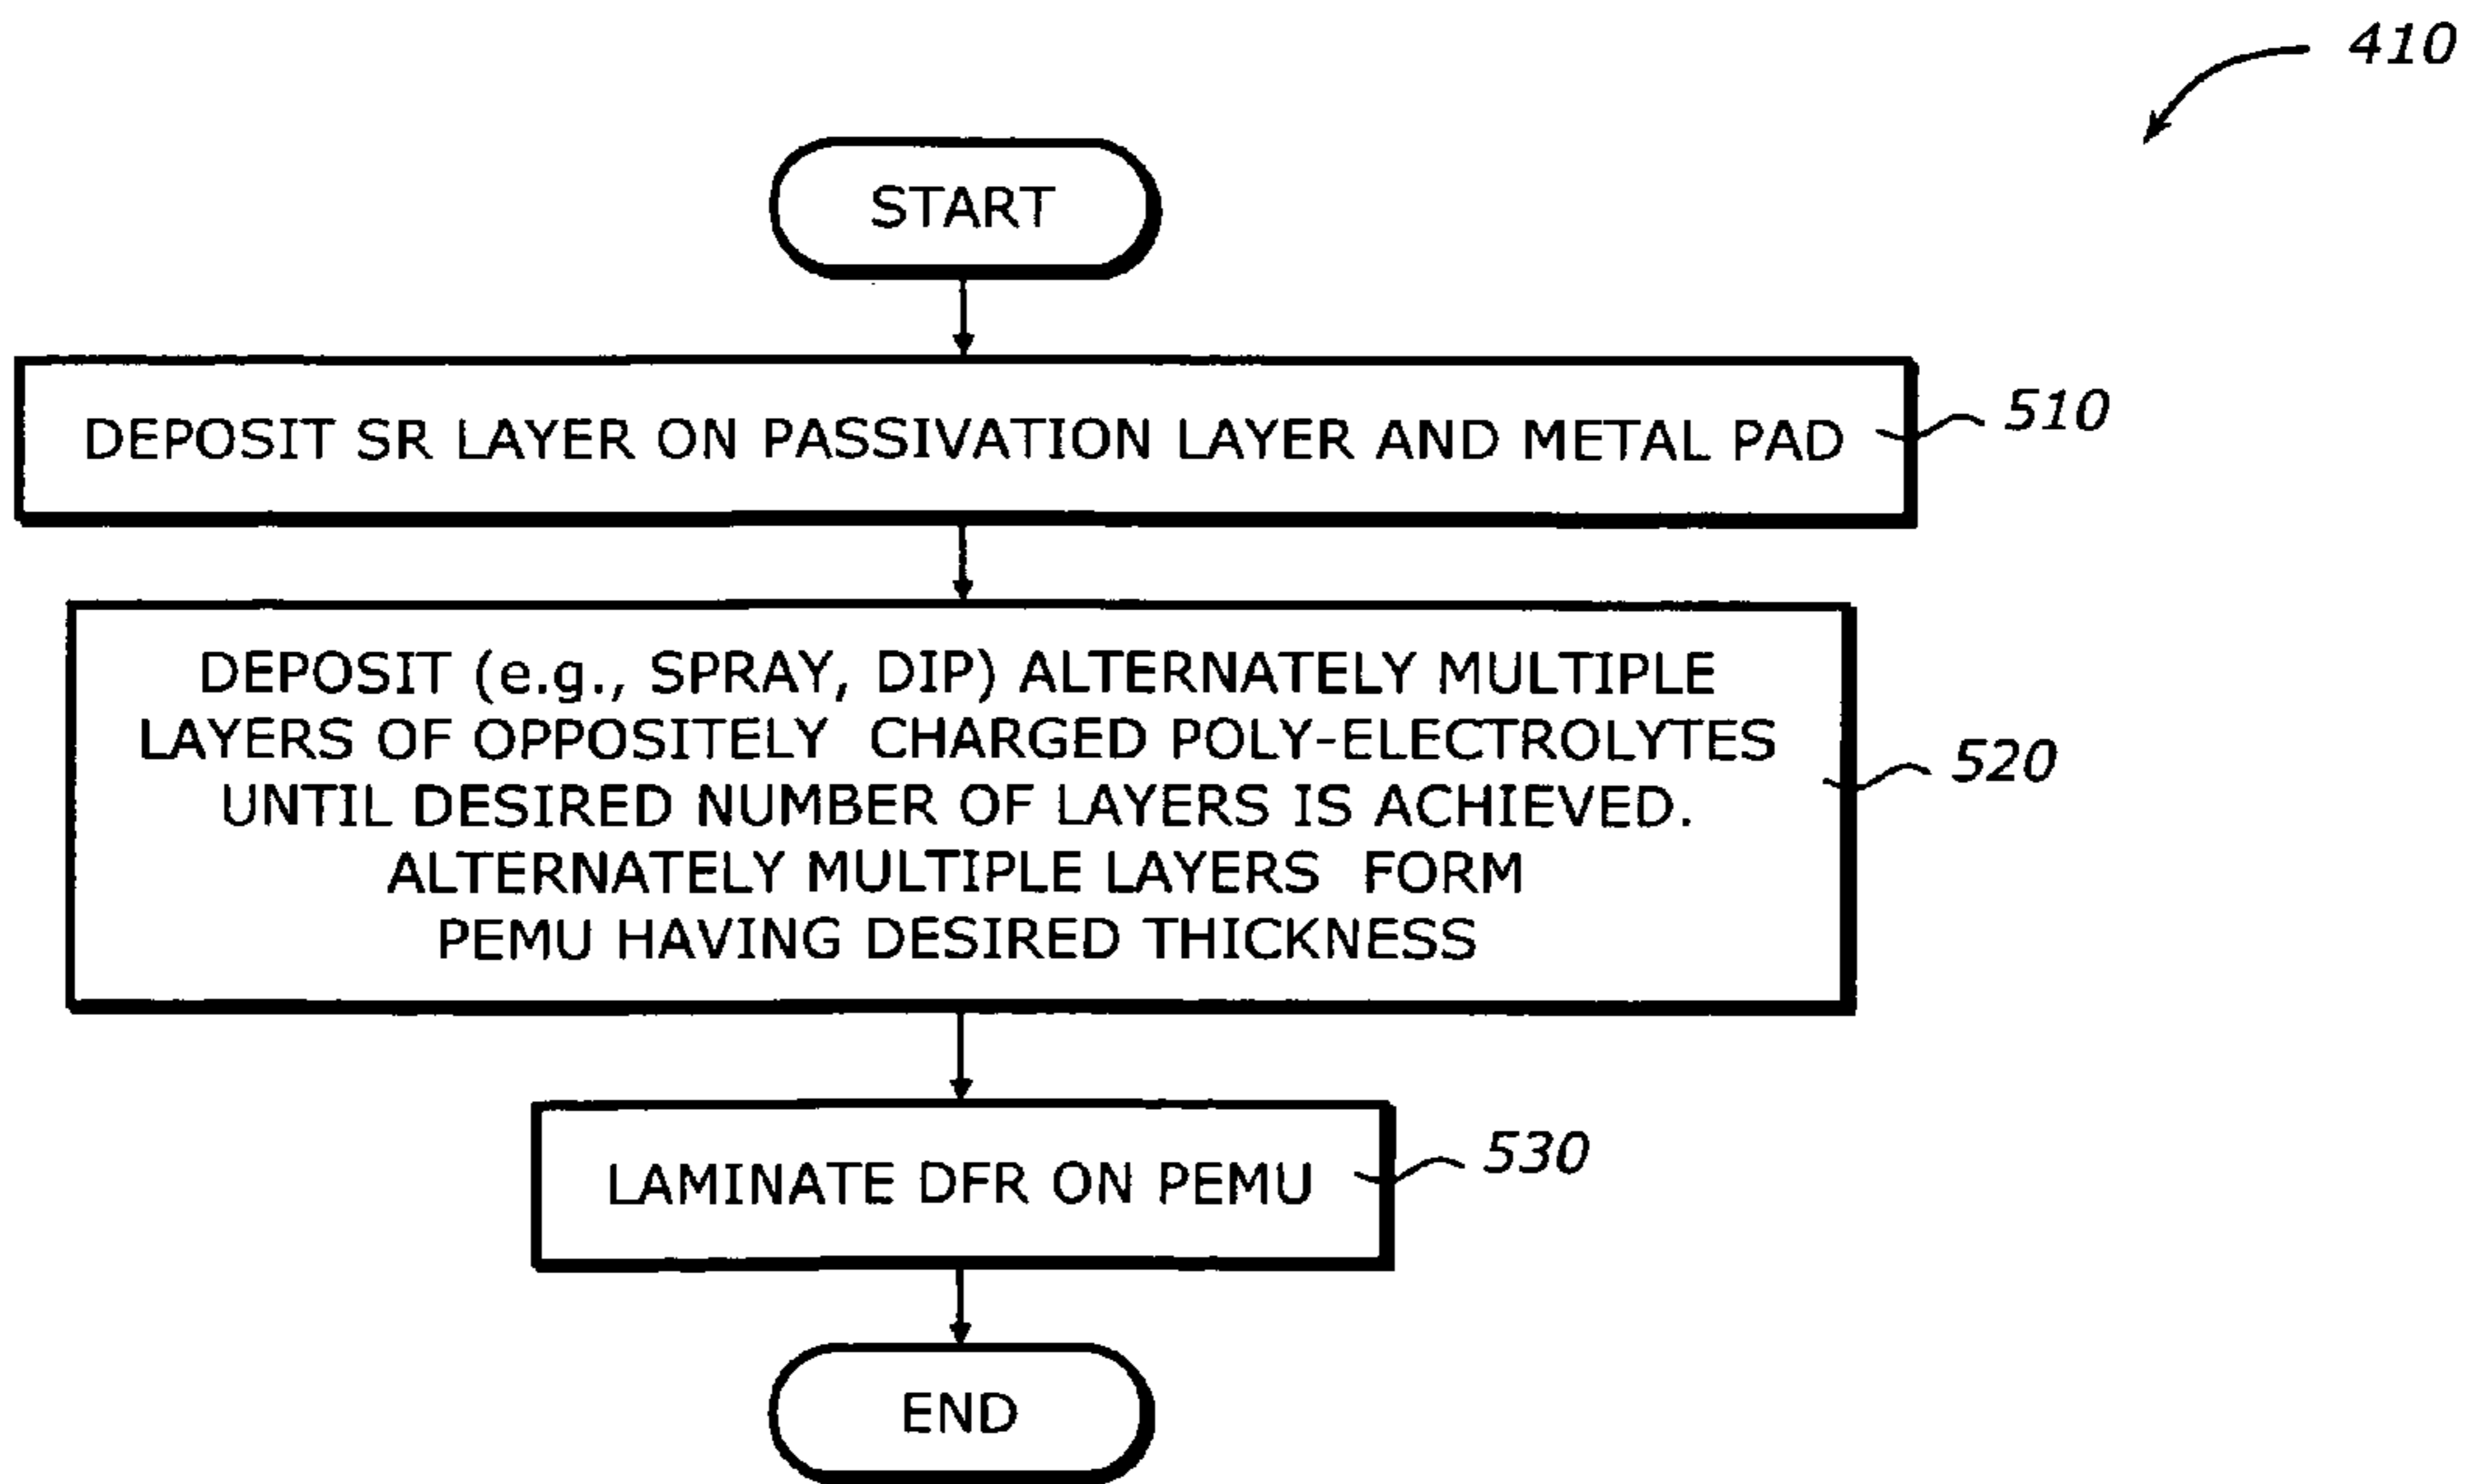 410
START
DEPOSIT SR LAYER ON PASSIVATION LAYER AND METAL PAD
510
DEPOSIT (e.g., SPRAY, DIP) ALTERNATELY MULTIPLE
LAYERS OF OPPOSITELY CHARGED POLY-ELECTROLYTES
UNTIL DESIRED NUMBER OF LAYERS IS ACHIEVED.
ALTERNATELY MULTIPLE LAYERS FORM
PEMU HAVING DESIRED THICKNESS
520
LAMINATE DFR ON PEMU
530
END